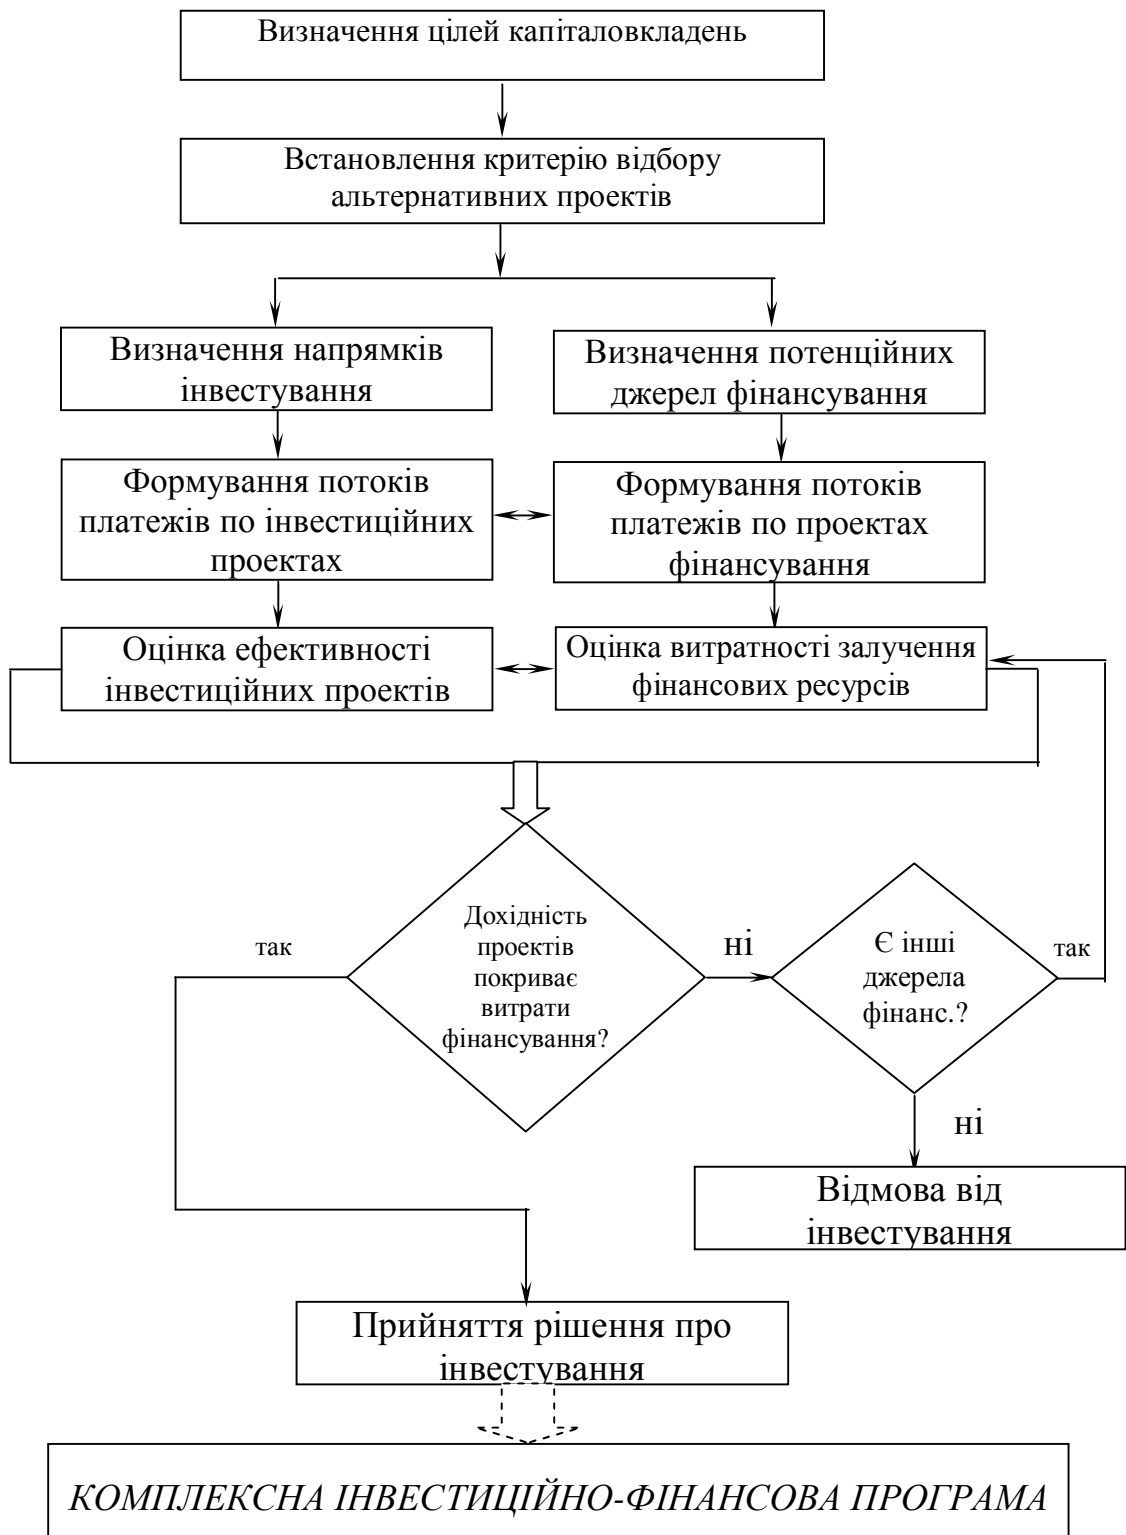 Визначення цілей капіталовкладень
Встановлення критерію відбору
альтернативних проектів
Визначення напрямків
інвестування
Визначення потенційних
джерел фінансування
Формування потоків
платежів по інвестиційних
проектах
Формування потоків
платежів по проектах
фінансування
Оцінка ефективності
інвестиційних проектів
Оцінка витратності залучення
фінансових ресурсів
так
Дохідність
проектів
покриває
витрати
фінансування?
ні
Є інші
джерела
фінанс.?
так
ні
Відмова від
інвестування
Прийняття рішення про
інвестування
КОМПЛЕКСНА ІНВЕСТИЦІЙНО-ФІНАНСОВА ПРОГРАМА